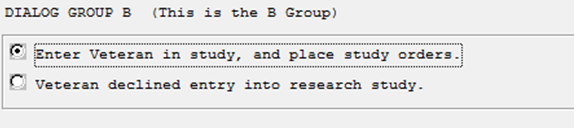 DIALOG GROUP B  (This is the B Group)
Enter Veteran in study, and place study orders.
Veteran declined entry into research study.